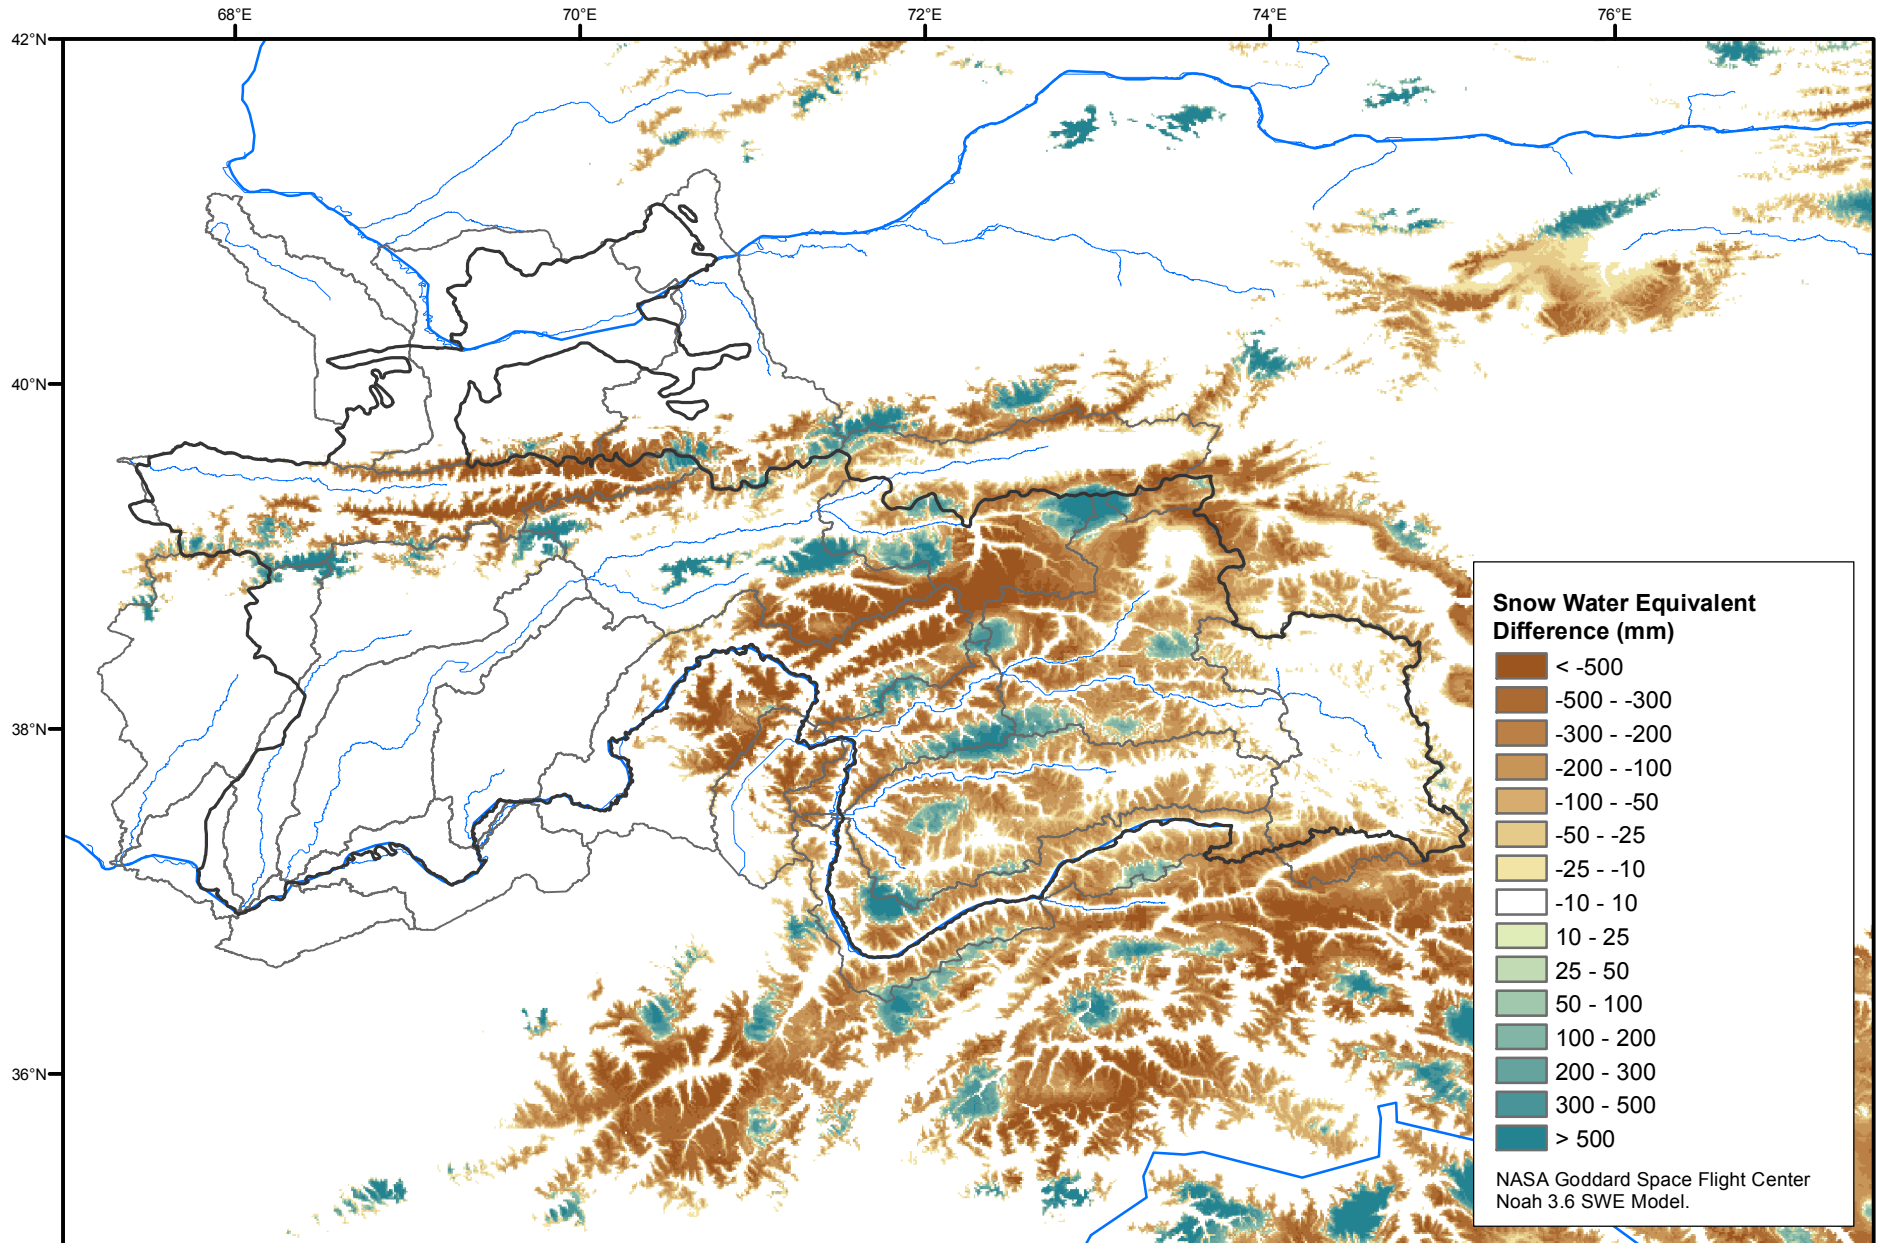 68°E 70°E 72°E 74°E 76°E
42°N
40°N
38°N
36°N
Snow Water Equivalent
Difference (mm)
< -500
-500 - -300
-300 - -200
-200 - -100
-100 - -50
-50 - -25
-25 - -10
-10 - 10
10 - 25
25 - 50
50 - 100
100 - 200
200 - 300
300 - 500
> 500
NASA Goddard Space Flight Center
Noah 3.6 SWE Model.